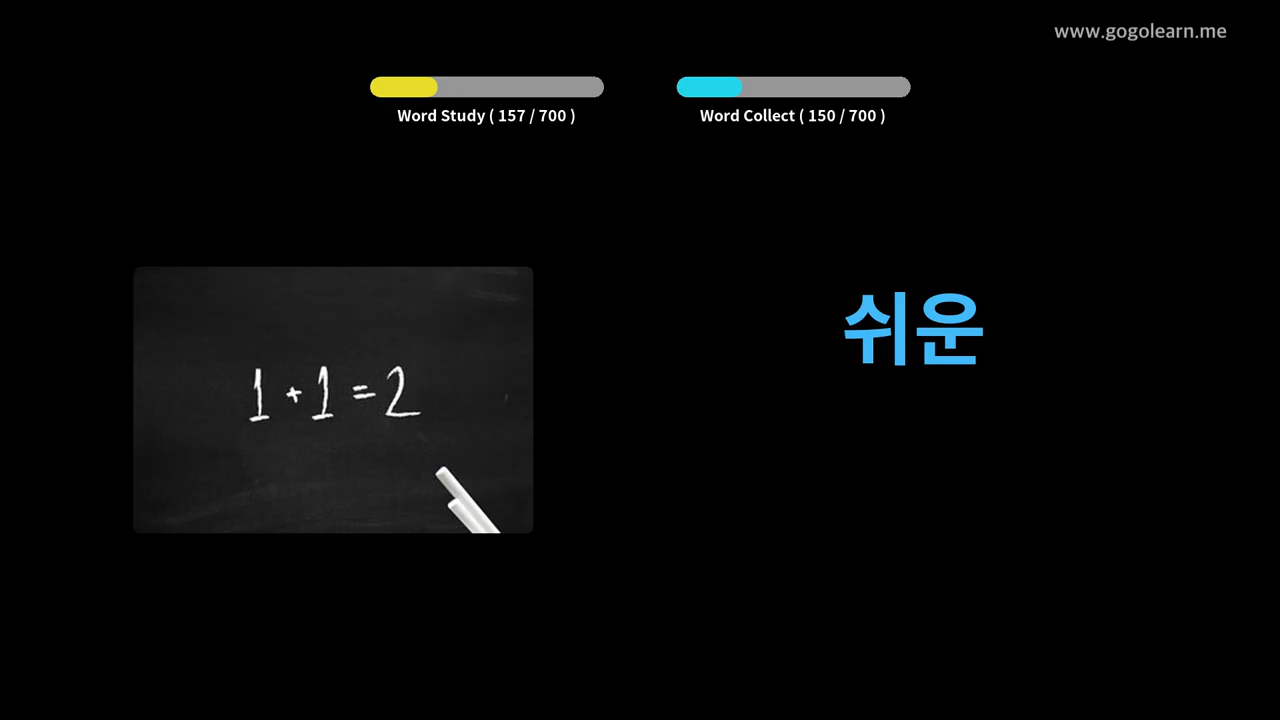 www.gogolearn.me
Word Study ( 157 / 700 )
Word Collect ( 150 / 700 )
1 + 1 = 2
쉬운